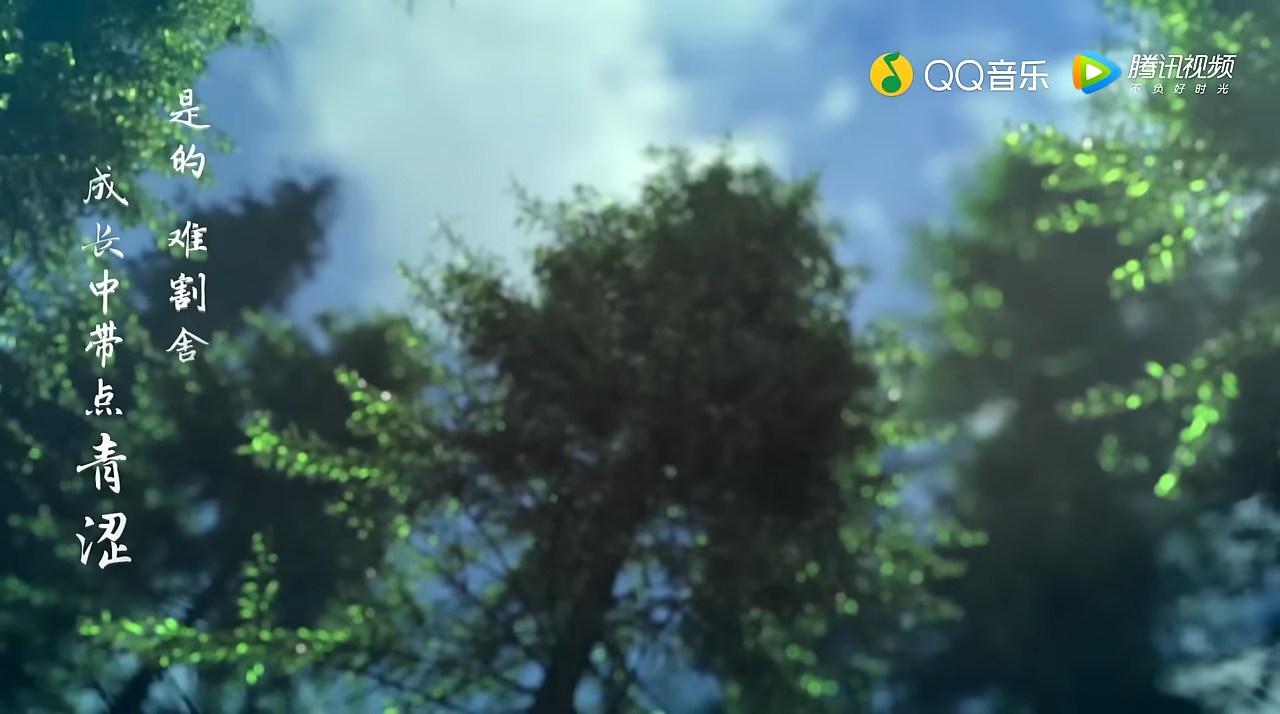 是的 难割舍
成长中带点青涩
QQ音乐
腾讯视频
不负好时光